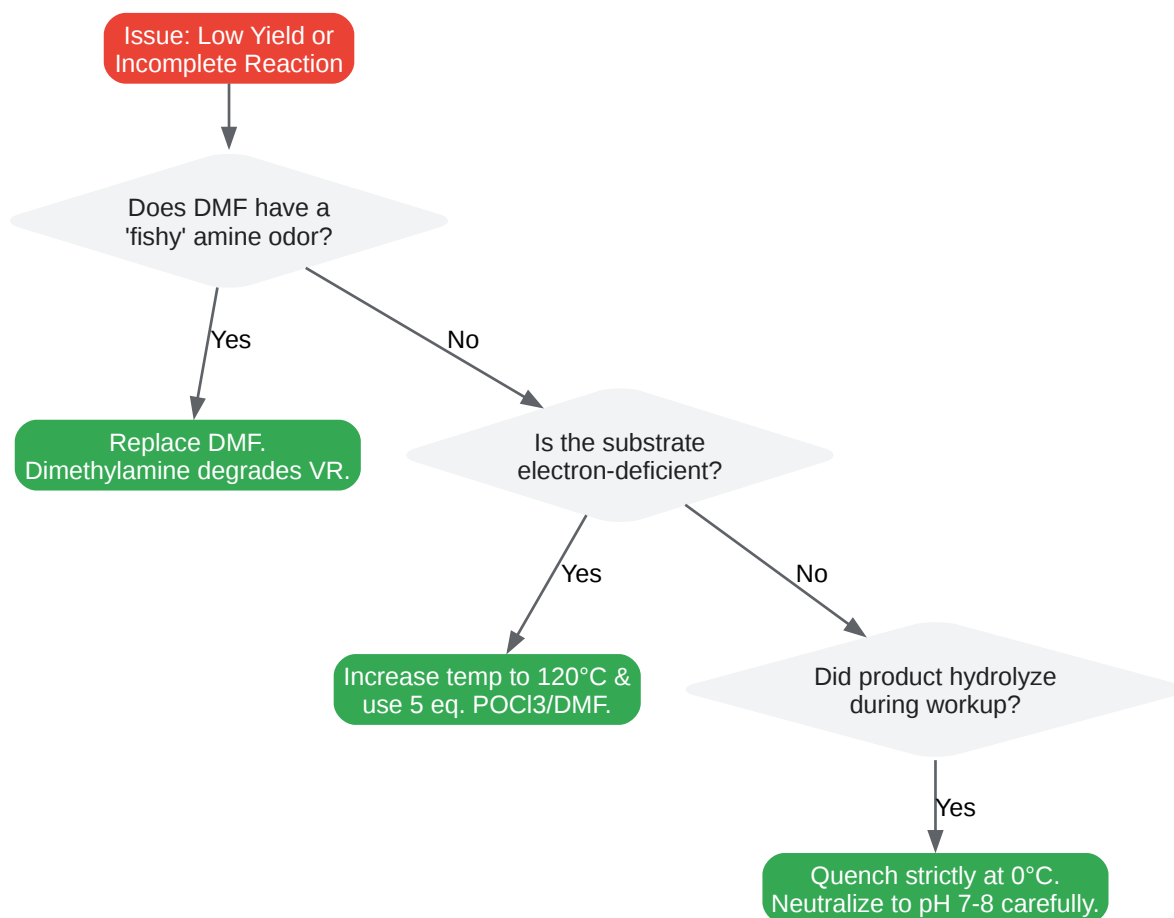 Issue: Low Yield or
Incomplete Reaction
Does DMF have a
'fishy' amine odor?
Yes
No
Replace DMF.
Dimethylamine degrades VR.
Is the substrate
electron-deficient?
Yes
No
Increase temp to 120°C &
use 5 eq. POCl3/DMF.
Did product hydrolyze
during workup?
Yes
Quench strictly at 0°C.
Neutralize to pH 7-8 carefully.